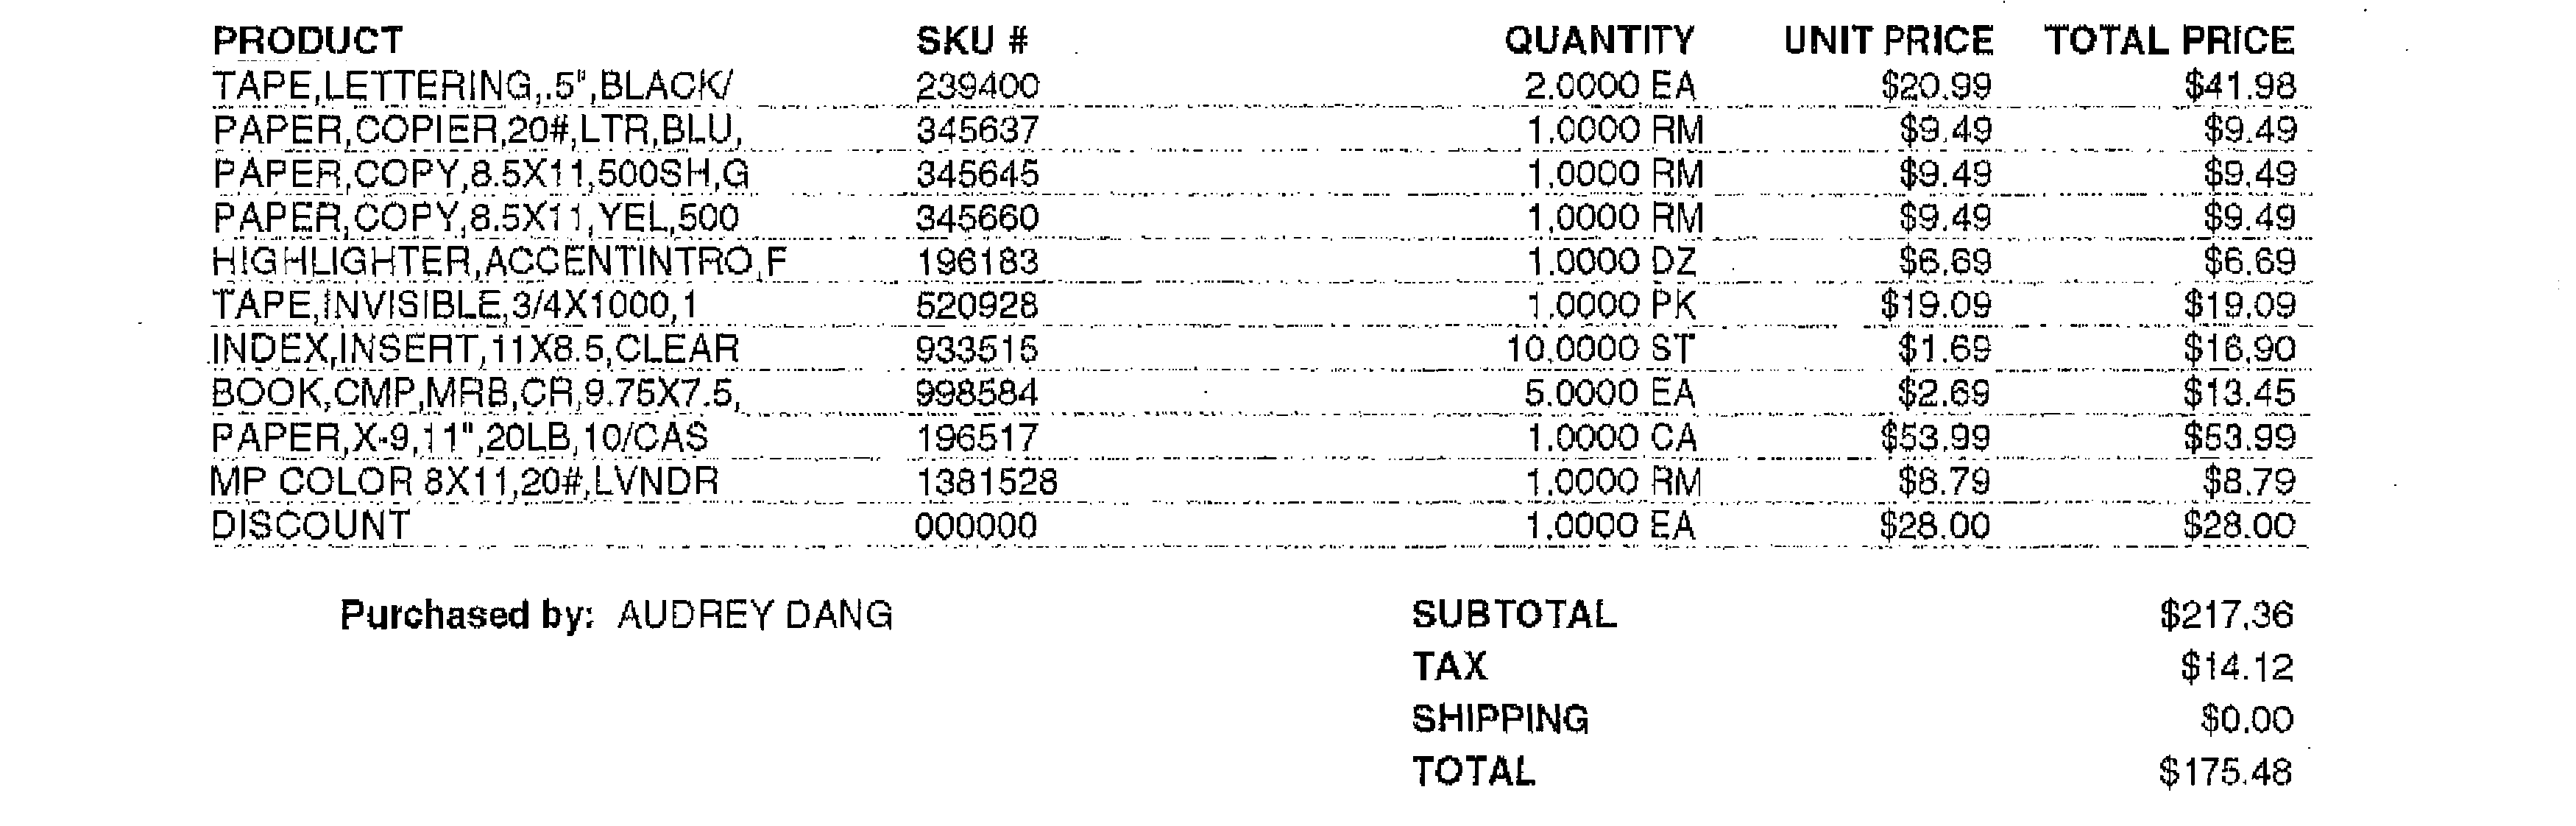 PRODUCT SKU # QUANTITY UNIT PRICE TOTAL PRICE
TAPE,LETTERING,.5",BLACK/ 239400 2.0000 EA $20.99 $41.98
PAPER,COPIER,20#,LTR,BLU, 345637 1.0000 RM $9.49 $9.49
PAPER,COPY,8.5X11,500SH,G 345645 1.0000 RM $9.49 $9.49
PAPER,COPY,8.5X11,YEL,500 345660 1.0000 RM $9.49 $9.49
HIGHLIGHTER,ACCENTINTRO,F 196183 1.0000 DZ $6.69 $6.69
TAPE,INVISIBLE,3/4X1000,1 520928 1.0000 PK $19.09 $19.09
INDEX,INSERT,11X8.5,CLEAR 933515 10.0000 ST $1.69 $16.90
BOOK,CMP,MRB,CR,9.75X7.5, 998584 5.0000 EA $2.69 $13.45
PAPER,X-9,11",20LB,10/CAS 196517 1.0000 CA $53.99 $53.99
MP COLOR 8X11,20#,LVNDR 1381528 1.0000 RM $8.79 $8.79
DISCOUNT 000000 1.0000 EA $28.00 $28.00
Purchased by: AUDREY DANG SUBTOTAL $217.36
TAX $14.12
SHIPPING $0.00
TOTAL $175.48